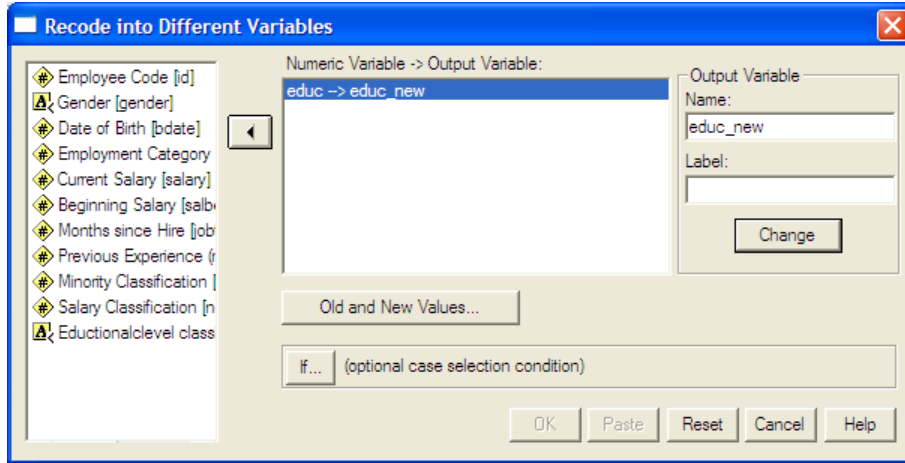 Recode into Different Variables
Employee Code [id]
Gender [gender]
Date of Birth [bdate]
Employment Category
Current Salary [salary]
Beginning Salary [salb
Months since Hire [job
Previous Experience (r
Minority Classification [
Salary Classification [n
Eductionalclevel class
Numeric Variable -> Output Variable:
educ --> educ_new
Output Variable
Name:
educ_new
Label:
Change
Old and New Values...
If... (optional case selection condition)
OK Paste Reset Cancel Help